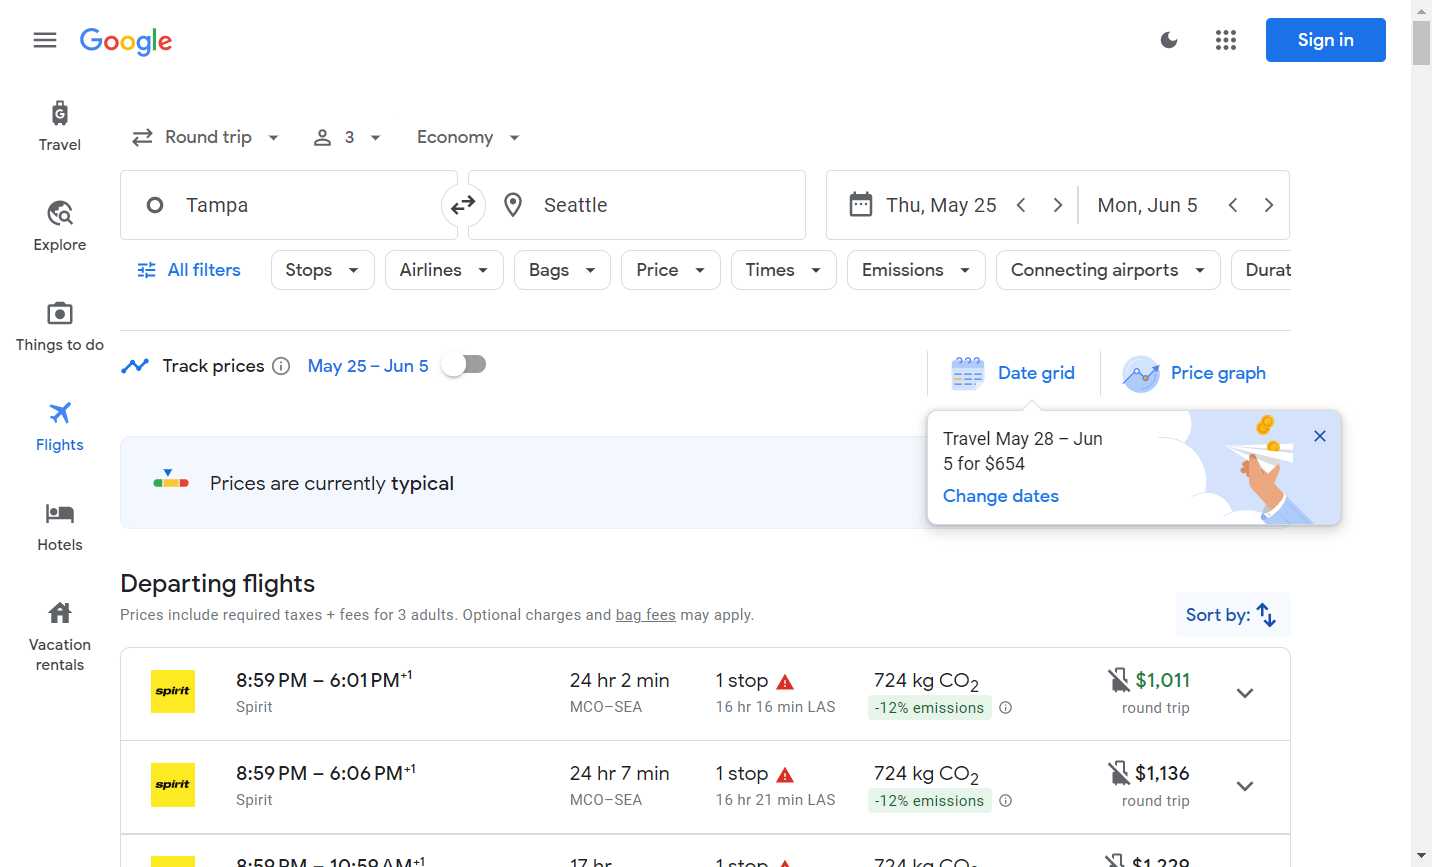 Google
Sign in
Travel
Explore
Things to do
Flights
Hotels
Vacation
rentals
Round trip
3
Economy
Tampa
Seattle
Thu, May 25
Mon, Jun 5
All filters
Stops
Airlines
Bags
Price
Times
Emissions
Connecting airports
Durat
Track prices
May 25 – Jun 5
Date grid
Price graph
Travel May 28 – Jun
5 for $654
Change dates
Prices are currently typical
Departing flights
Prices include required taxes + fees for 3 adults. Optional charges and bag fees may apply.
Sort by:
spirit
8:59 PM – 6:01 PM+1
Spirit
24 hr 2 min
MCO–SEA
1 stop
16 hr 16 min LAS
724 kg CO2
-12% emissions
$1,011
round trip
spirit
8:59 PM – 6:06 PM+1
Spirit
24 hr 7 min
MCO–SEA
1 stop
16 hr 21 min LAS
724 kg CO2
-12% emissions
$1,136
round trip
8:59 PM – 10:59 AM+1
17 hr
1 stop
724 kg CO2
$1,229